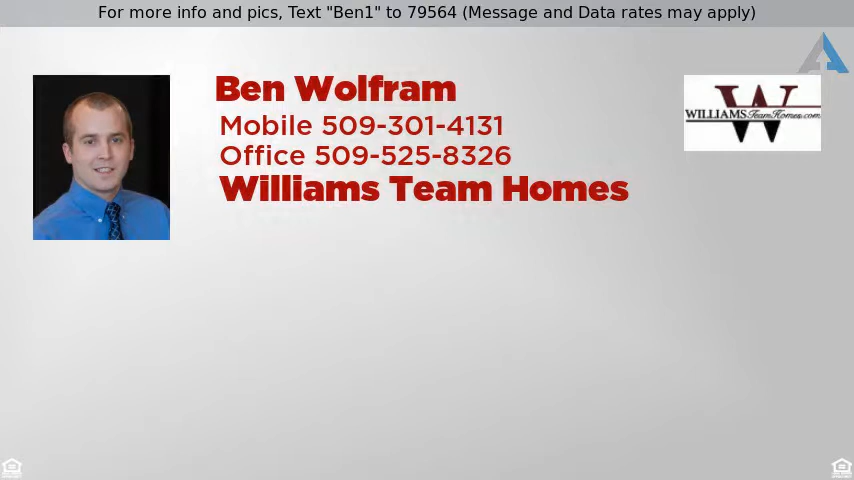 For more info and pics, Text "Ben1" to 79564 (Message and Data rates may apply)
Ben Wolfram
Mobile 509-301-4131
Office 509-525-8326
Williams Team Homes
W
WILLIAMS TeamHomes.com